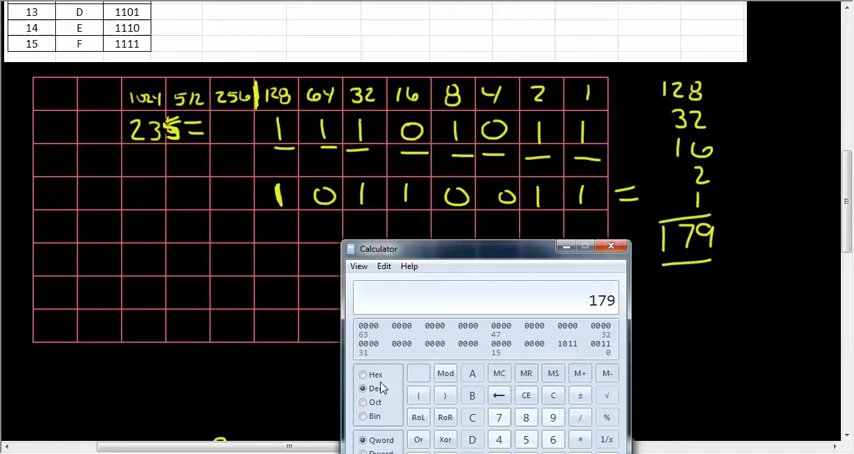 13 D 1101
14 E 1110
15 F 1111
1024 512 256 128 64 32 16 8 4 2 1
235 = 1 1 1 0 1 0 1 1
1 0 1 1 0 0 1 1 =
128
32
16
2
1
179
Calculator
View Edit Help
179
0000 0000 0000 0000 0000 0000 0000 0000
63 47 32
0000 0000 0000 0000 0000 0000 1011 0011
31 15 0
Hex Mod A MC MR MS M+ M-
Dec ( ) B ← CE C ± √
Oct
Bin RoL RoR C 7 8 9 / %
Qword Or Xor D 4 5 6 * 1/x
Dword